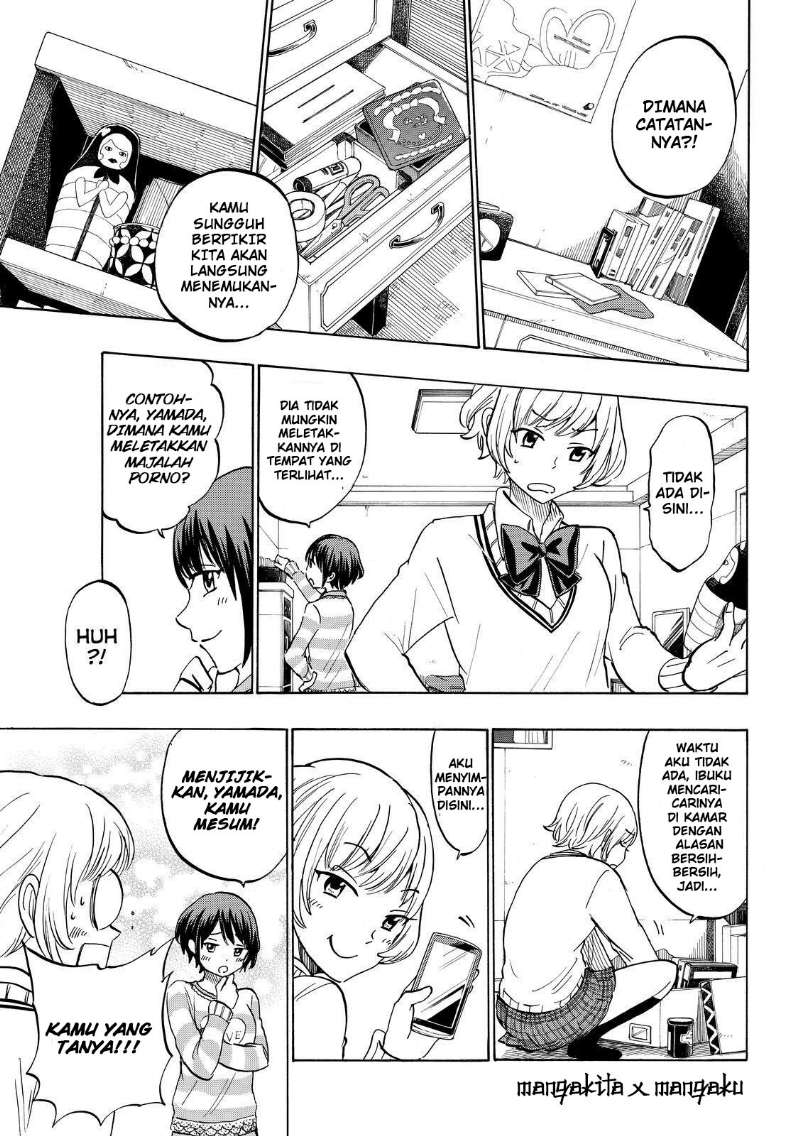 DIMANA
CATATAN-
NYA?!
KAMU
SUNGGUH
BERPIKIR
KITA AKAN
LANGSUNG
MENEMUKAN-
NYA...
TIDAK
ADA DI-
SINI...
DIA TIDAK
MUNGKIN
MELETAK-
KANNYA DI
TEMPAT YANG
TERLIHAT...
CONTOH-
NYA, YAMADA,
DIMANA KAMU
MELETAKKAN
MAJALAH
PORNO?
HUH
?!
WAKTU
AKU TIDAK
ADA, IBUKU
MENCARI-
CARINYA
DI KAMAR
DENGAN
ALASAN
BERSIH-
BERSIH,
JADI...
AKU
MENYIM-
PANNYA
DISINI...
MENJIJIK-
KAN, YAMADA,
KAMU
MESUM!
KAMU YANG
TANYA!!!
mangakita x mangaku